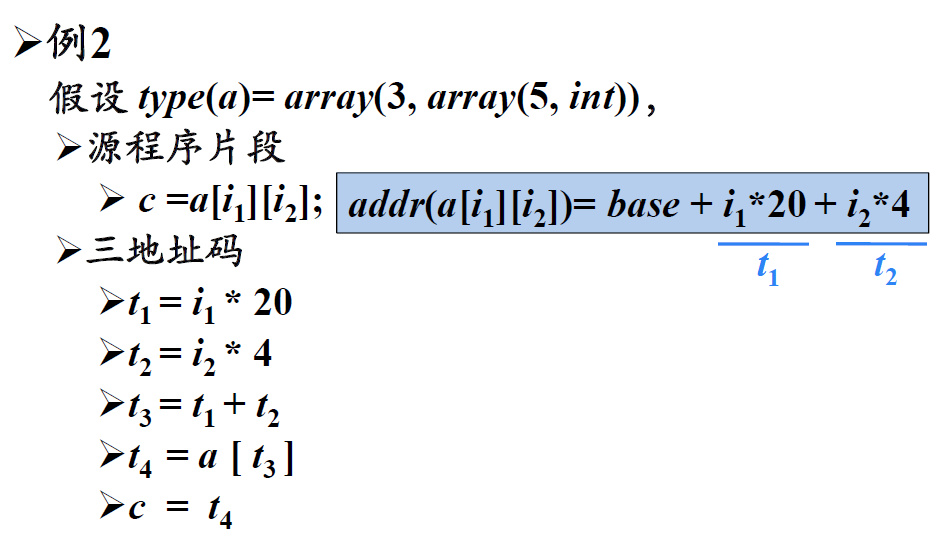 ➢例2
假设 type(a)= array(3, array(5, int)),
➢源程序片段
➢ c =a[i₁][i₂]; addr(a[i₁][i₂])= base + i₁*20 + i₂*4
t₁ t₂
➢三地址码
➢t₁ = i₁ * 20
➢t₂ = i₂ * 4
➢t₃ = t₁ + t₂
➢t₄ = a [ t₃ ]
➢c = t₄